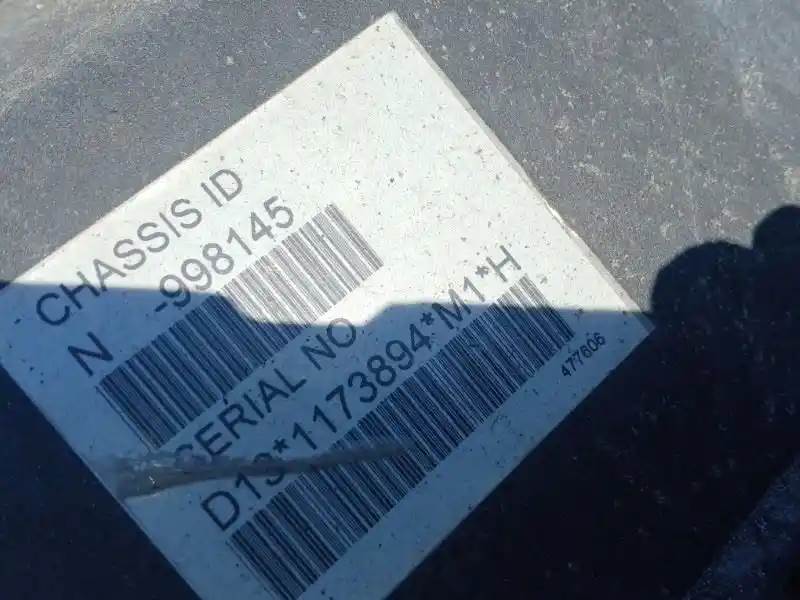 CHASSIS ID
N -998145
SERIAL NO
D13*1173894*M1*H
477606